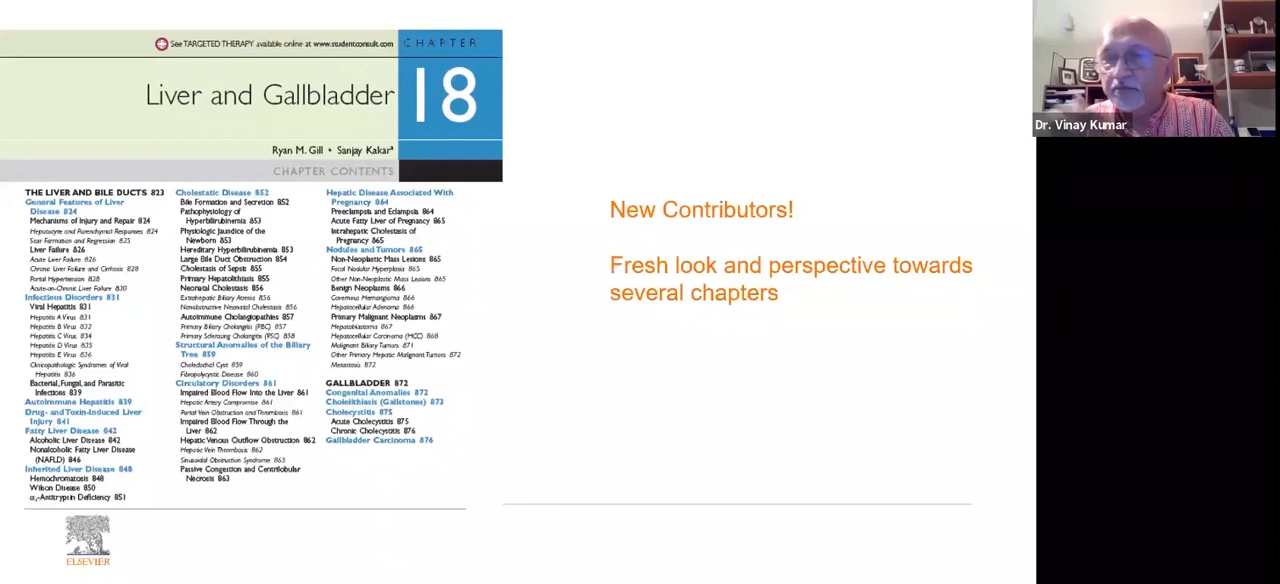 See TARGETED THERAPY available online at www.studentconsult.com
CHAPTER
18
Liver and Gallbladder
Ryan M. Gill • Sanjay Kakarª
CHAPTER CONTENTS
THE LIVER AND BILE DUCTS 823
General Features of Liver
Disease 824
Mechanisms of Injury and Repair 824
Hepatocyte and Parenchymal Responses 824
Scar Formation and Regression 825
Liver Failure 826
Acute Liver Failure 826
Chronic Liver Failure and Cirrhosis 828
Portal Hypertension 828
Acute-on-Chronic Liver Failure 830
Infectious Disorders 831
Viral Hepatitis 831
Hepatitis A Virus 831
Hepatitis B Virus 832
Hepatitis C Virus 834
Hepatitis D Virus 835
Hepatitis E Virus 836
Clinicopathologic Syndromes of Viral
Hepatitis 836
Bacterial, Fungal, and Parasitic
Infections 839
Autoimmune Hepatitis 839
Drug- and Toxin-Induced Liver
Injury 841
Fatty Liver Disease 842
Alcoholic Liver Disease 842
Nonalcoholic Fatty Liver Disease
(NAFLD) 846
Inherited Liver Disease 848
Hemochromatosis 848
Wilson Disease 850
α₁-Antitrypsin Deficiency 851
Cholestatic Disease 852
Bile Formation and Secretion 852
Pathophysiology of
Hyperbilirubinemia 853
Physiologic Jaundice of the
Newborn 853
Hereditary Hyperbilirubinemia 853
Large Bile Duct Obstruction 854
Cholestasis of Sepsis 855
Primary Hepatolithiasis 855
Neonatal Cholestasis 856
Extrahepatic Biliary Atresia 856
Nonobstructive Neonatal Cholestasis 856
Autoimmune Cholangiopathies 857
Primary Biliary Cholangitis (PBC) 857
Primary Sclerosing Cholangitis (PSC) 858
Structural Anomalies of the Biliary
Tree 859
Choledochal Cyst 859
Fibropolycystic Disease 860
Circulatory Disorders 861
Impaired Blood Flow Into the Liver 861
Hepatic Artery Compromise 861
Portal Vein Obstruction and Thrombosis 861
Impaired Blood Flow Through the
Liver 862
Hepatic Venous Outflow Obstruction 862
Hepatic Vein Thrombosis 862
Sinusoidal Obstruction Syndrome 863
Passive Congestion and Centrilobular
Necrosis 863
Hepatic Disease Associated With
Pregnancy 864
Preeclampsia and Eclampsia 864
Acute Fatty Liver of Pregnancy 865
Intrahepatic Cholestasis of
Pregnancy 865
Nodules and Tumors 865
Non-Neoplastic Mass Lesions 865
Focal Nodular Hyperplasia 865
Other Non-Neoplastic Mass Lesions 865
Benign Neoplasms 866
Cavernous Hemangioma 866
Hepatocellular Adenoma 866
Primary Malignant Neoplasms 867
Hepatoblastoma 867
Hepatocellular Carcinoma (HCC) 868
Malignant Biliary Tumors 871
Other Primary Hepatic Malignant Tumors 872
Metastasis 872
GALLBLADDER 872
Congenital Anomalies 872
Cholelithiasis (Gallstones) 873
Cholecystitis 875
Acute Cholecystitis 875
Chronic Cholecystitis 876
Gallbladder Carcinoma 876
ELSEVIER
New Contributors!
Fresh look and perspective towards
several chapters
Dr. Vinay Kumar